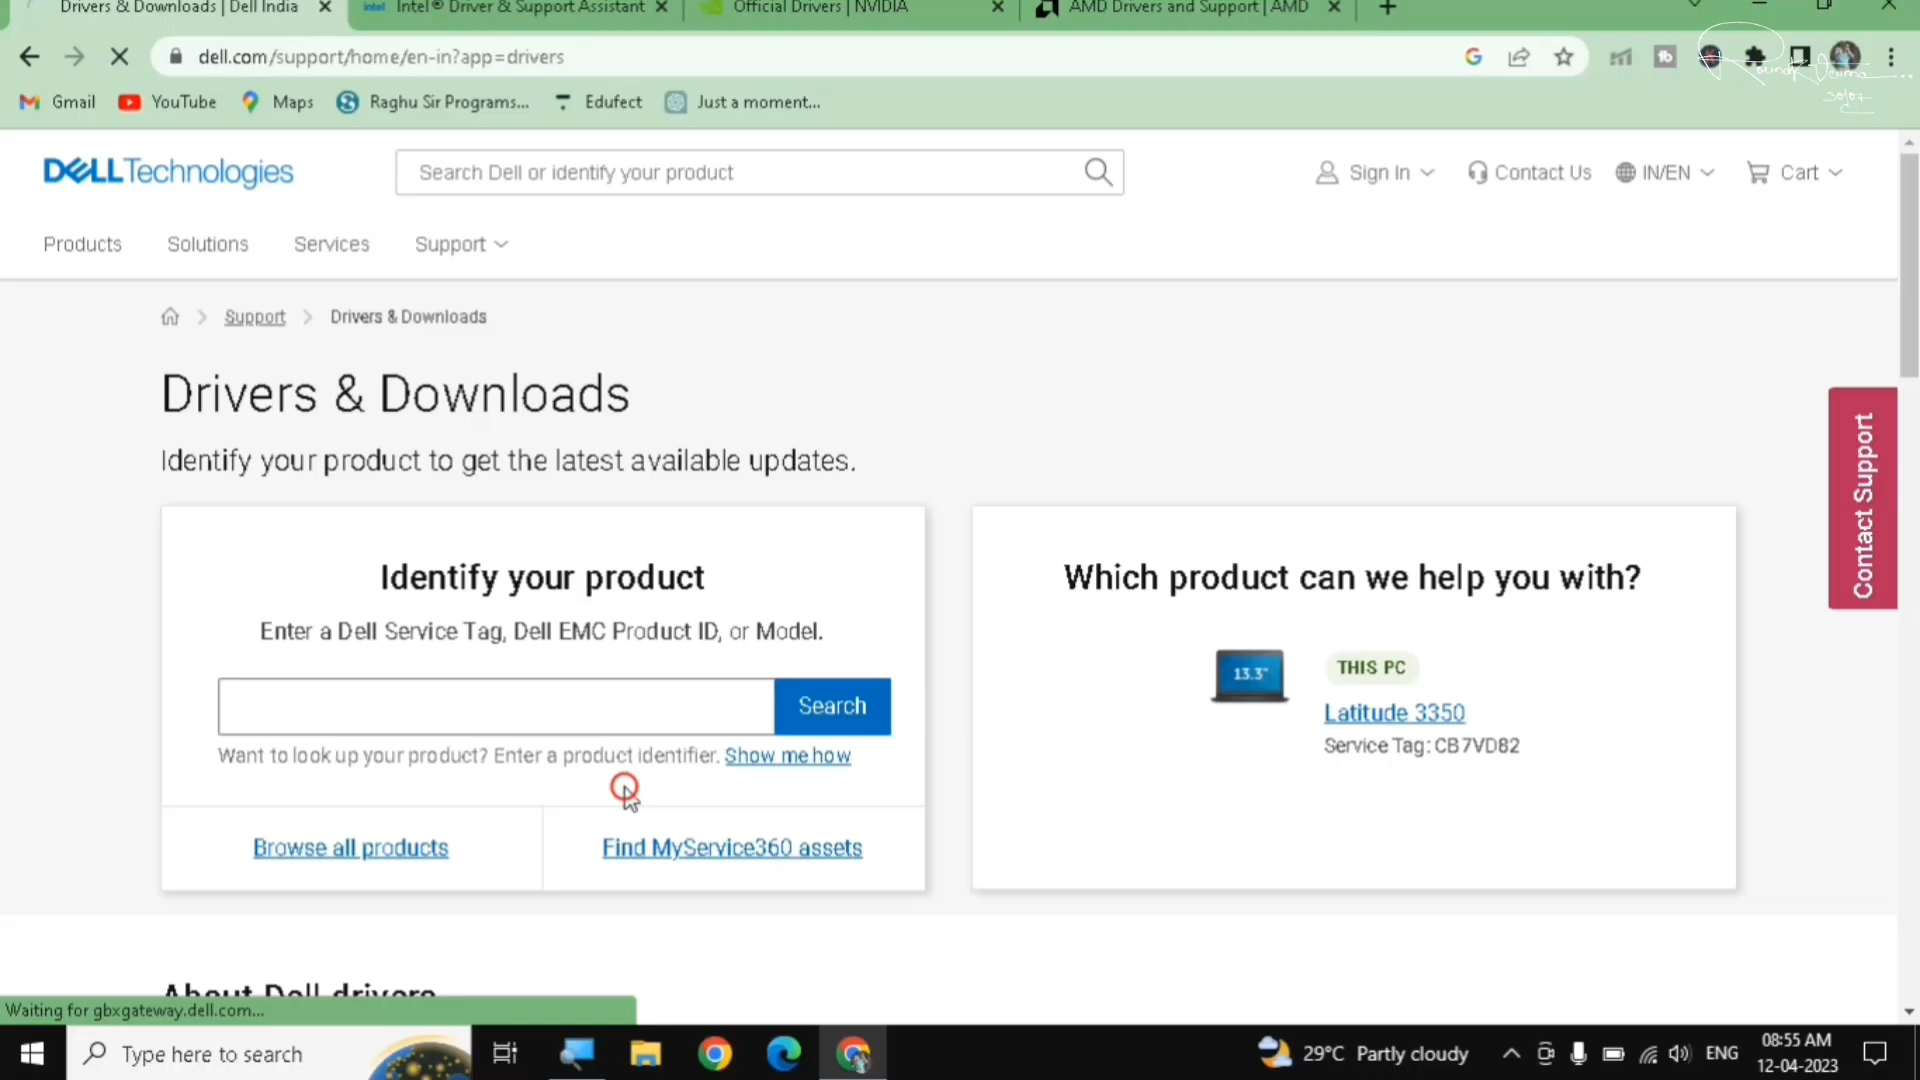 Drivers & Downloads | Dell India
Intel® Driver & Support Assistant
Official Drivers | NVIDIA
AMD Drivers and Support | AMD
dell.com/support/home/en-in?app=drivers
Gmail
YouTube
Maps
Raghu Sir Programs...
Edufect
Just a moment...
DELLTechnologies
Search Dell or identify your product
Sign In
Contact Us
IN/EN
Cart
Products
Solutions
Services
Support
Support
Drivers & Downloads
Drivers & Downloads
Identify your product to get the latest available updates.
Identify your product
Enter a Dell Service Tag, Dell EMC Product ID, or Model.
Search
Want to look up your product? Enter a product identifier. Show me how
Browse all products
Find MyService360 assets
Which product can we help you with?
13.3"
THIS PC
Latitude 3350
Service Tag: CB7VD82
Contact Support
About Dell drivers
Waiting for gbxgateway.dell.com...
Type here to search
29°C Partly cloudy
ENG
08:55 AM
12-04-2023